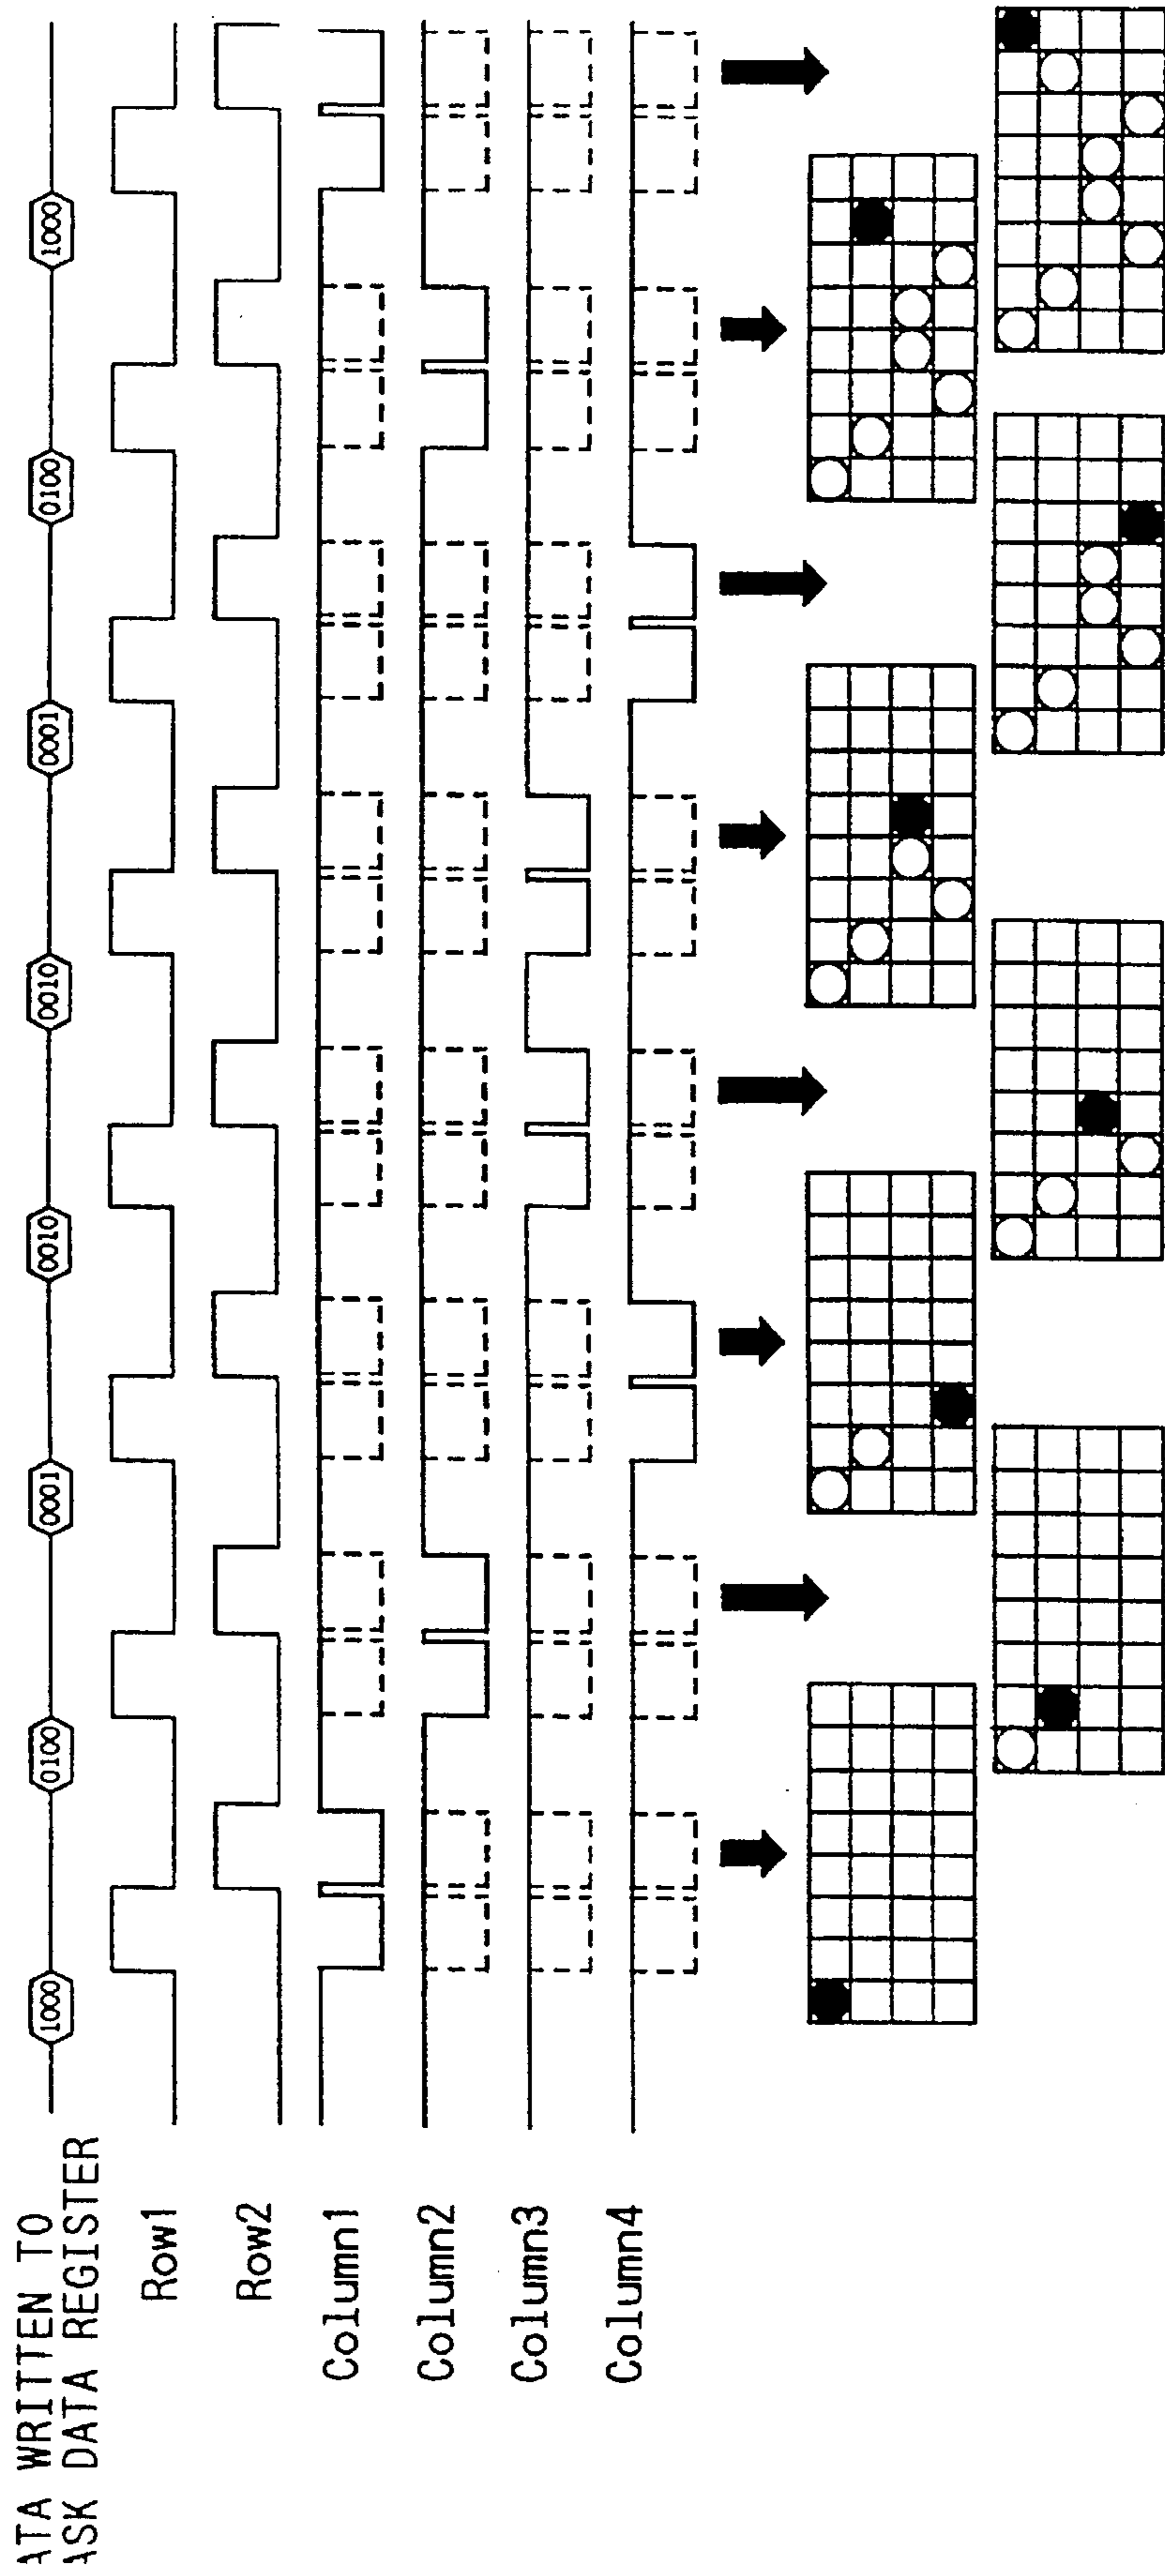 ATA WRITTEN TO
ASK DATA REGISTER
1000 0100 0001 0010 0010 0001 0100 1000
Row1
Row2
Column1
Column2
Column3
Column4